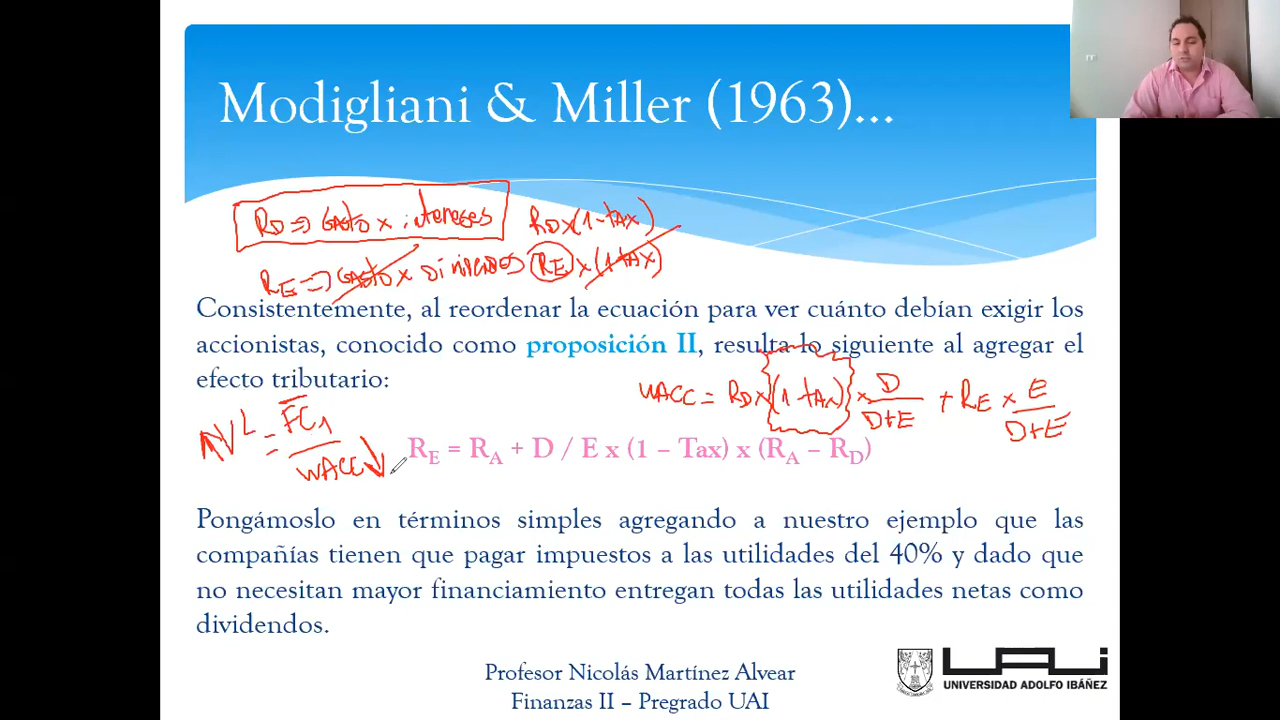 Modigliani & Miller (1963)...
RD => Gasto x intereses RD x (1-tax)
RE => Gasto x dividendos RE x (1-tax)
Consistentemente, al reordenar la ecuación para ver cuánto debían exigir los
accionistas, conocido como proposición II, resulta lo siguiente al agregar el
efecto tributario:
WACC = RD x (1-tax) x D/D+E + RE x E/D+E
↑V^L = FC1/WACC↓
RE = RA + D / E x (1 – Tax) x (RA – RD)
Pongámoslo en términos simples agregando a nuestro ejemplo que las
compañías tienen que pagar impuestos a las utilidades del 40% y dado que
no necesitan mayor financiamiento entregan todas las utilidades netas como
dividendos.
Profesor Nicolás Martínez Alvear
Finanzas II – Pregrado UAI
UAI
UNIVERSIDAD ADOLFO IBÁÑEZ